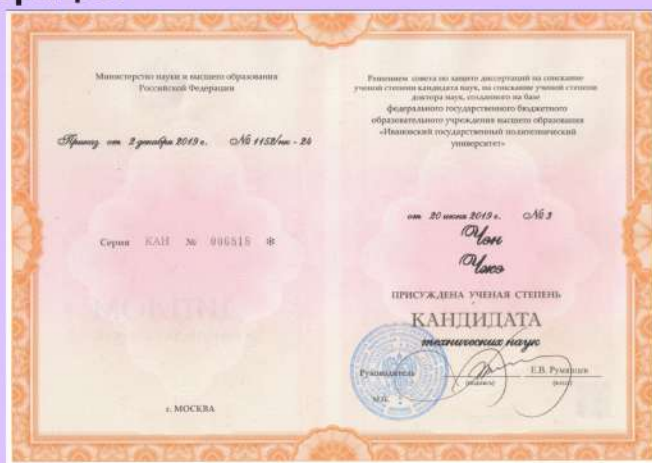 Министерство науки и высшего образования
Российской Федерации
Приказ от 2 декабря 2019 г. № 1152/нк - 24
Серия КАН №
г. МОСКВА
Решением совета по защите диссертаций на соискание
ученой степени кандидата наук, на соискание ученой степени
доктора наук, созданного на базе
федерального государственного бюджетного
образовательного учреждения высшего образования
«Ивановский государственный политехнический
университет»
от 20 июня 2019 г. № 3
Чэн
Чжэ
ПРИСУЖДЕНА УЧЕНАЯ СТЕПЕНЬ
КАНДИДАТА
технических наук
Руководитель
Е.В. Румянцев
(подпись)
М.П.